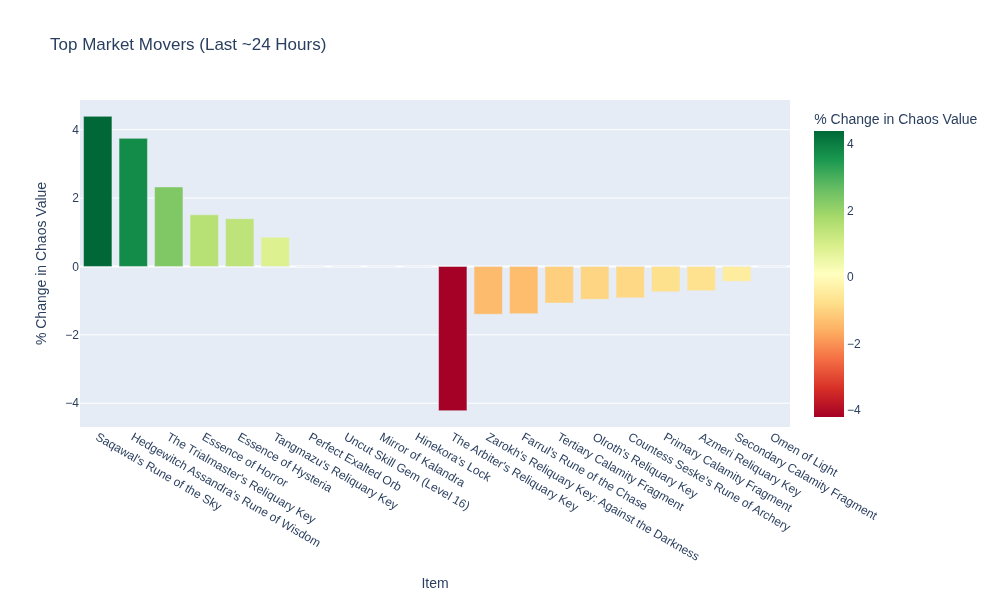 Top Market Movers (Last ~24 Hours)
% Change in Chaos Value
4
2
0
−2
−4
% Change in Chaos Value
4
2
0
−2
−4
Saqawal's Rune of the Sky
Hedgewitch Assandra's Rune of Wisdom
The Trialmaster's Reliquary Key
Essence of Horror
Essence of Hysteria
Tangmazu's Reliquary Key
Perfect Exalted Orb
Uncut Skill Gem (Level 16)
Mirror of Kalandra
Hinekora's Lock
The Arbiter's Reliquary Key
Zarokh's Reliquary Key: Against the Darkness
Farrul's Rune of the Chase
Tertiary Calamity Fragment
Olroth's Reliquary Key
Countess Seske's Rune of Archery
Primary Calamity Fragment
Azmeri Reliquary Key
Secondary Calamity Fragment
Omen of Light
Item